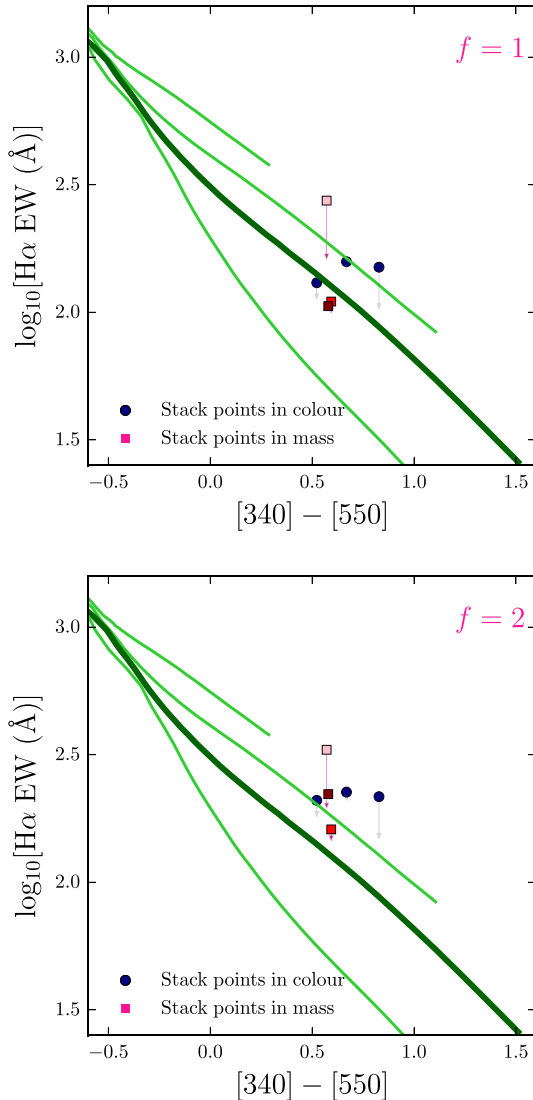 f = 1
3.0
2.5
2.0
1.5
log₁₀[Hα EW (Å)]
Stack points in colour
Stack points in mass
−0.5 0.0 0.5 1.0 1.5
[340] − [550]
f = 2
3.0
2.5
2.0
1.5
log₁₀[Hα EW (Å)]
Stack points in colour
Stack points in mass
−0.5 0.0 0.5 1.0 1.5
[340] − [550]